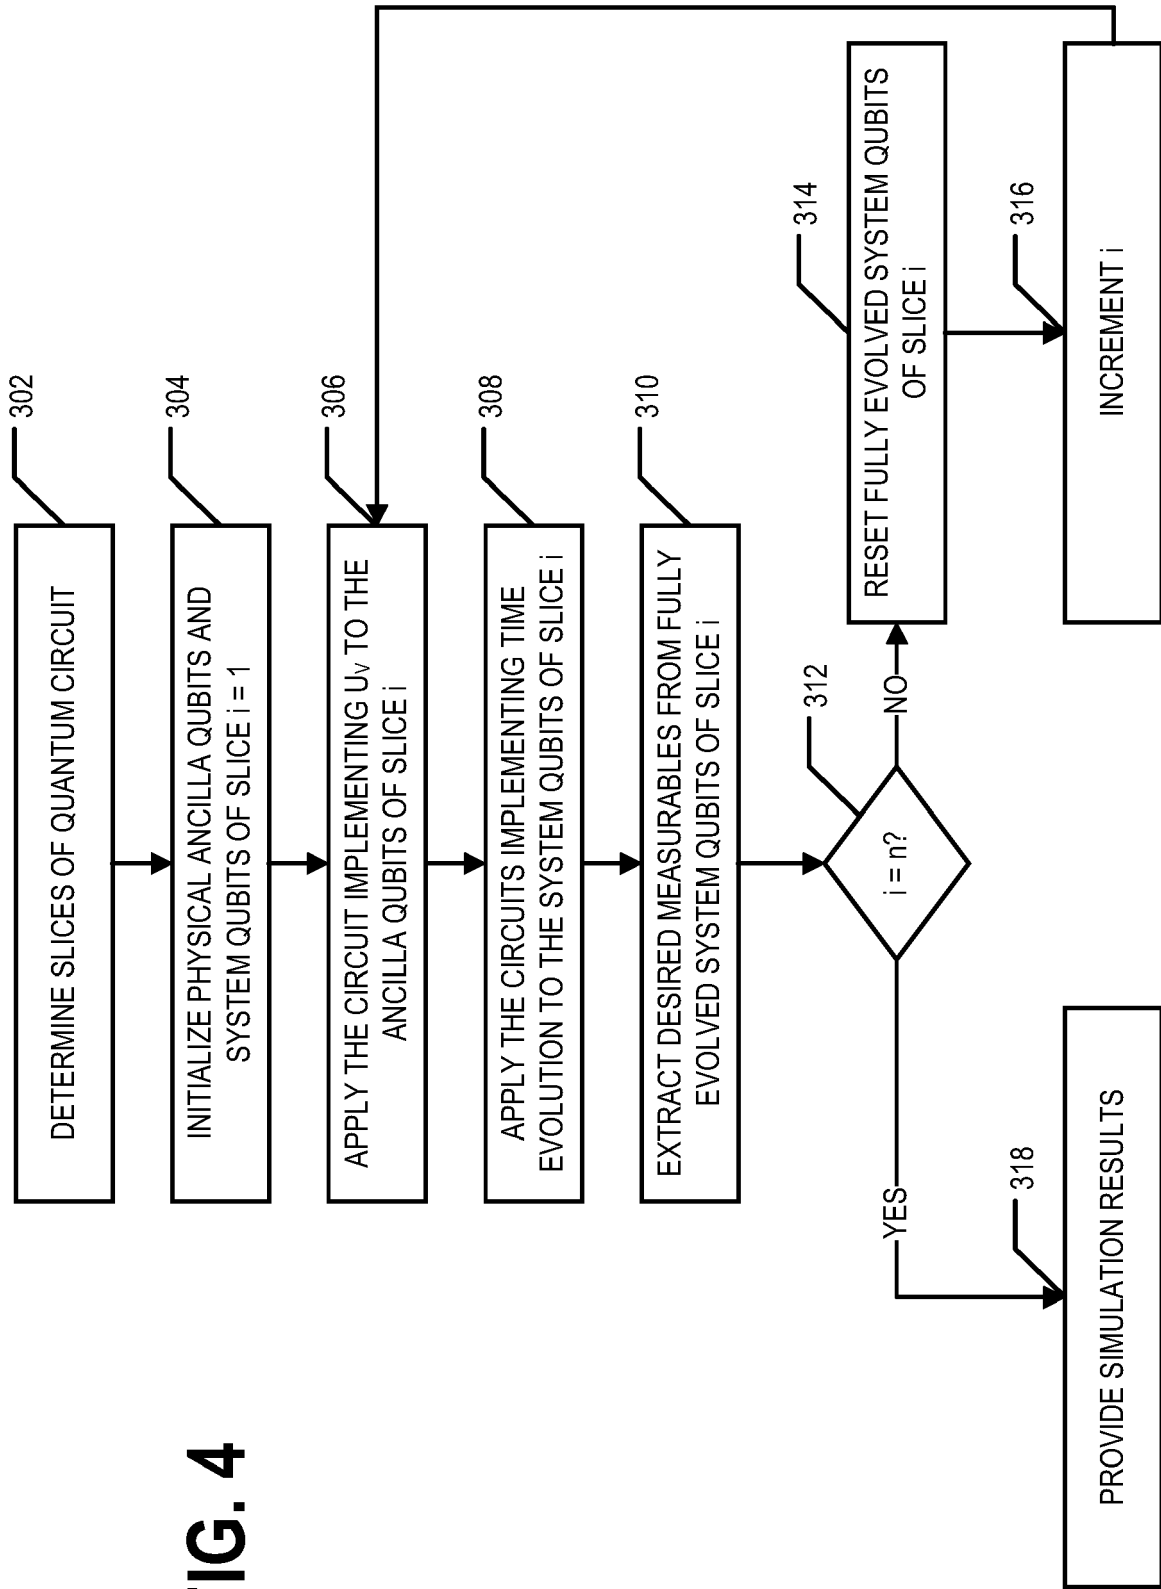 302
DETERMINE SLICES OF QUANTUM CIRCUIT
304
INITIALIZE PHYSICAL ANCILLA QUBITS AND
SYSTEM QUBITS OF SLICE i = 1
306
APPLY THE CIRCUIT IMPLEMENTING UV TO THE
ANCILLA QUBITS OF SLICE i
308
APPLY THE CIRCUITS IMPLEMENTING TIME
EVOLUTION TO THE SYSTEM QUBITS OF SLICE i
310
EXTRACT DESIRED MEASURABLES FROM FULLY
EVOLVED SYSTEM QUBITS OF SLICE i
312
i = n?
NO
314
RESET FULLY EVOLVED SYSTEM QUBITS
OF SLICE i
316
INCREMENT i
YES
318
PROVIDE SIMULATION RESULTS
IG. 4